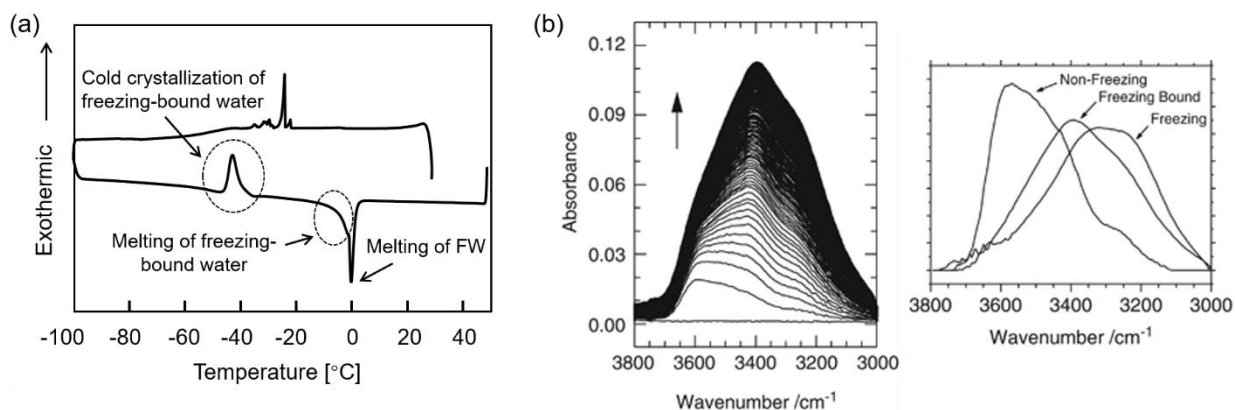 (a)
Exothermic
Cold crystallization of
freezing-bound water
Melting of freezing-
bound water
Melting of FW
-100 -80 -60 -40 -20 0 20 40
Temperature [°C]
(b)
Absorbance
0.12
0.09
0.06
0.03
0.00
3800 3600 3400 3200 3000
Wavenumber /cm-1
Non-Freezing
Freezing Bound
Freezing
3800 3600 3400 3200 3000
Wavenumber /cm-1